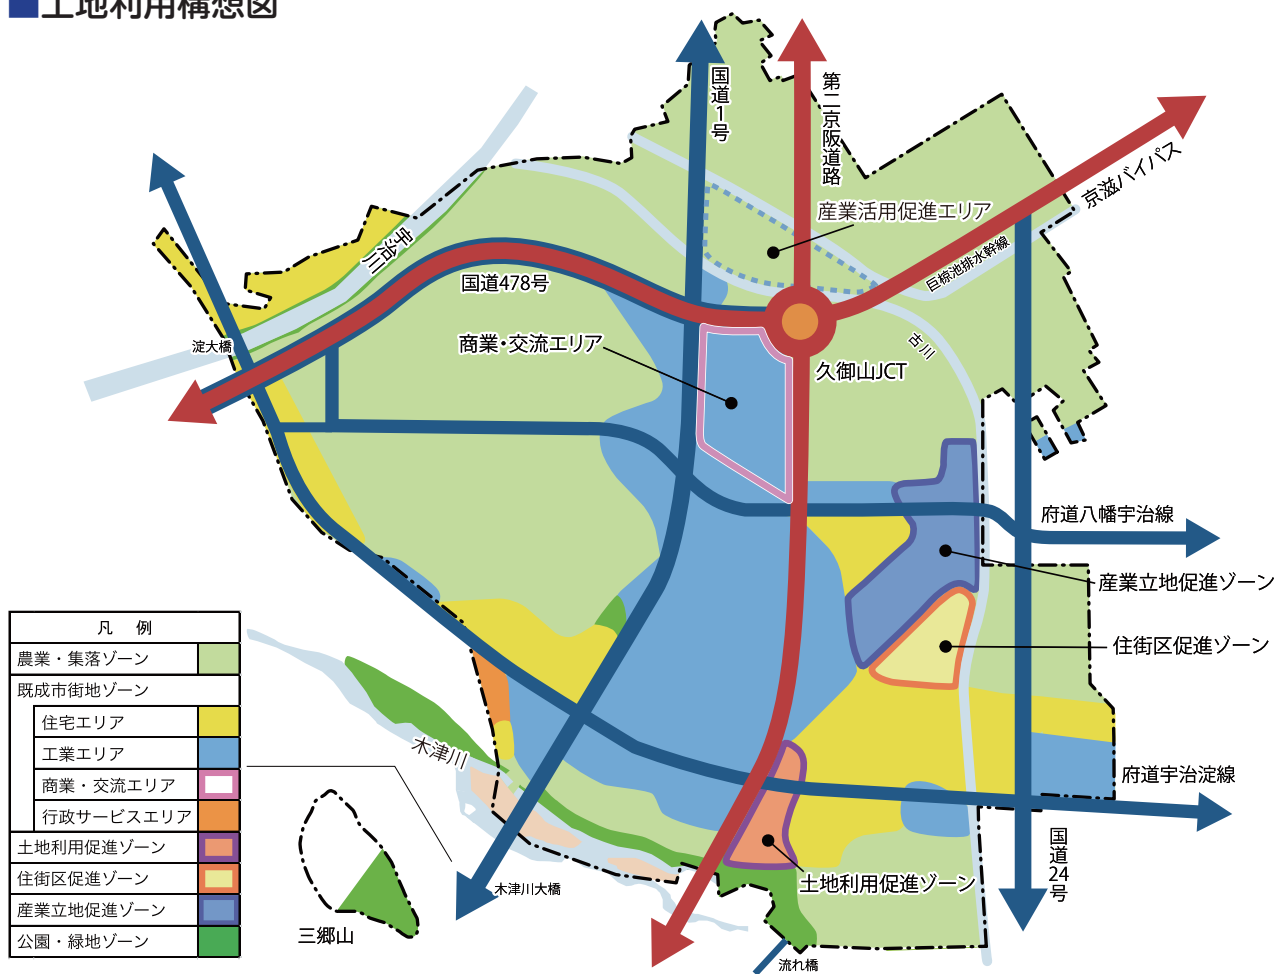 ■土地利用構想図
国道1号
第二京阪道路
京滋バイパス
産業活用促進エリア
宇治川
巨椋池排水幹線
国道478号
淀大橋
商業・交流エリア
古川
久御山JCT
府道八幡宇治線
産業立地促進ゾーン
住街区促進ゾーン
凡 例
農業・集落ゾーン
既成市街地ゾーン
住宅エリア
工業エリア
商業・交流エリア
行政サービスエリア
土地利用促進ゾーン
住街区促進ゾーン
産業立地促進ゾーン
公園・緑地ゾーン
木津川
府道宇治淀線
国道24号
土地利用促進ゾーン
木津川大橋
三郷山
流れ橋